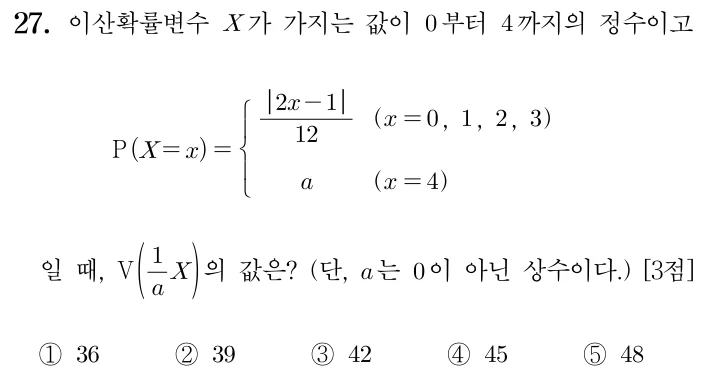 27. 이산확률변수 X가 가지는 값이 0부터 4까지의 정수이고
P(X=x)= { |2x-1|/12 (x=0, 1, 2, 3)
a (x=4)
일 때, V(1/a X)의 값은? (단, a는 0이 아닌 상수이다.) [3점]
① 36 ② 39 ③ 42 ④ 45 ⑤ 48